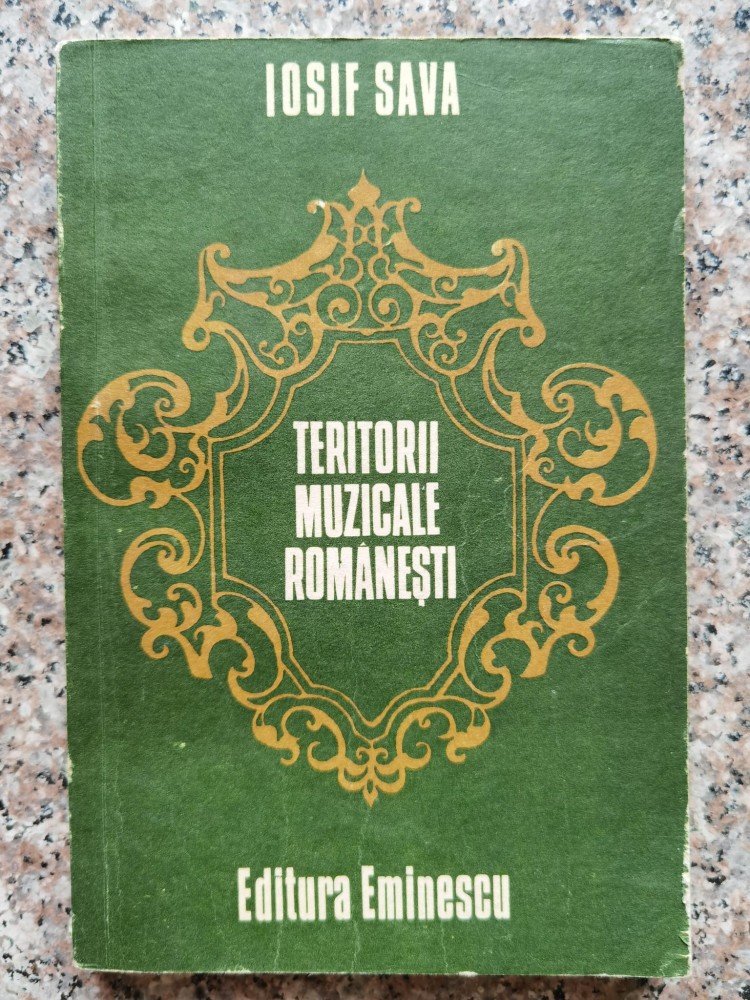 IOSIF SAVA
TERITORII
MUZICALE
ROMÂNEȘTI
Editura Eminescu